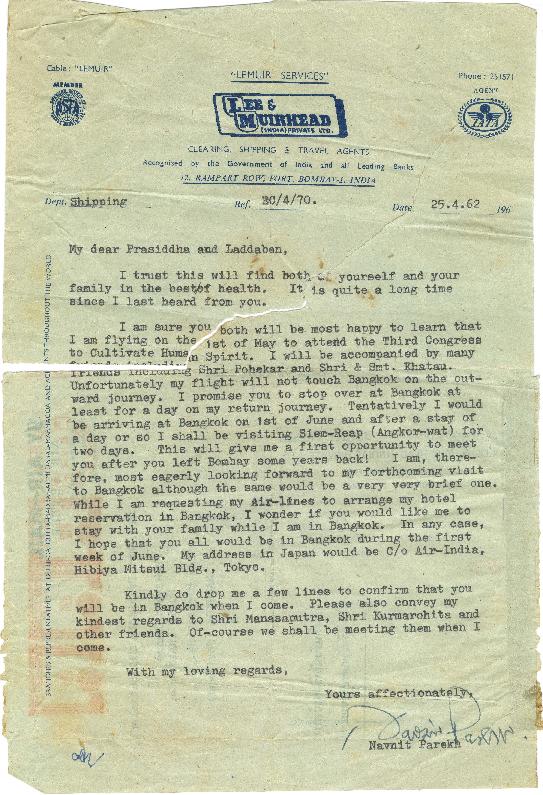 Cable : "LEMUIR"
"LEMUIR SERVICES"
Phone : 251571
MEMBER
ASTA
AGENT
IATA
LEE &
MUIRHEAD
(INDIA) PRIVATE LTD.
CLEARING, SHIPPING & TRAVEL AGENTS
Recognised by the Government of India and all Leading Banks
12, RAMPART ROW, FORT, BOMBAY-1. INDIA
Dept. Shipping Ref. EC/4/70. Date 25.4.62 196
My dear Prasiddha and Laddaben,
I trust this will find both of yourself and your
family in the bestof health. It is quite a long time
since I last heard from you.
I am sure you both will be most happy to learn that
I am flying on the 1st of May to attend the Third Congress
to Cultivate Human Spirit. I will be accompanied by many
friends including Shri Pohekar and Shri & Smt. Khatau.
Unfortunately my flight will not touch Bangkok on the out-
ward journey. I promise you to stop over at Bangkok at
least for a day on my return journey. Tentatively I would
be arriving at Bangkok on 1st of June and after a stay of
a day or so I shall be visiting Siem-Reap (Angkor-wat) for
two days. This will give me a first opportunity to meet
you after you left Bombay some years back! I am, there-
fore, most eagerly looking forward to my forthcoming visit
to Bangkok although the same would be a very very brief one.
While I am requesting my Air-lines to arrange my hotel
reservation in Bangkok, I wonder if you would like me to
stay with your family while I am in Bangkok. In any case,
I hope that you all would be in Bangkok during the first
week of June. My address in Japan would be C/o Air-India,
Hibiya Mitsui Bldg., Tokyo.
Kindly do drop me a few lines to confirm that you
will be in Bangkok when I come. Please also convey my
kindest regards to Shri Manasaputra, Shri Kurmarohita and
other friends. Of-course we shall be meeting them when I
come.
With my loving regards,
Yours affectionately,
Navnit Parekh